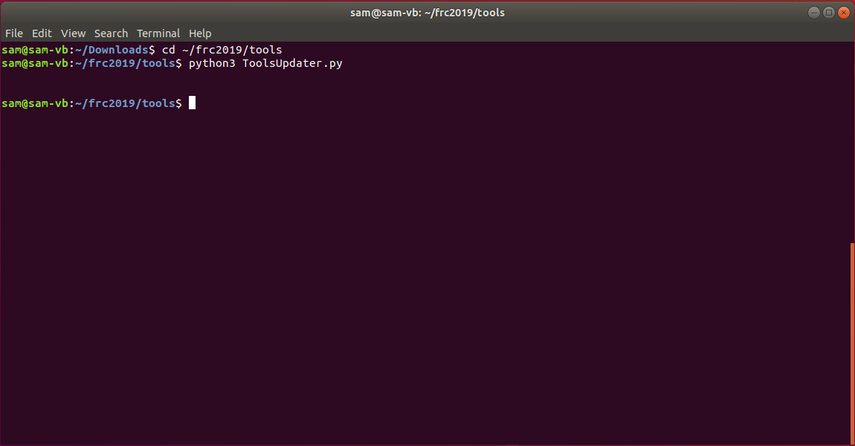 sam@sam-vb: ~/frc2019/tools
File Edit View Search Terminal Help
sam@sam-vb:~/Downloads$ cd ~/frc2019/tools
sam@sam-vb:~/frc2019/tools$ python3 ToolsUpdater.py
sam@sam-vb:~/frc2019/tools$